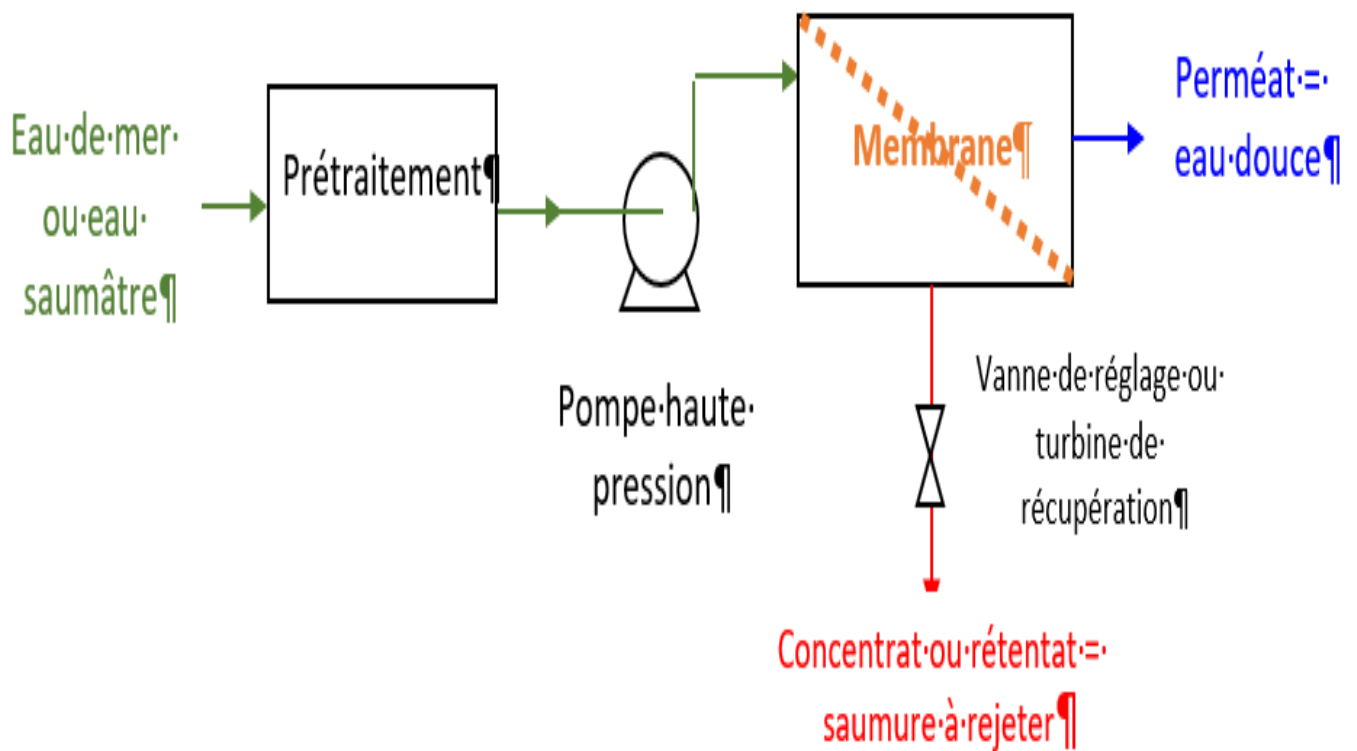 Eau·de·mer·
ou·eau·
saumâtre¶
Prétraitement¶
Pompe·haute·
pression¶
Membrane¶
Perméat·=·
eau·douce¶
Vanne·de·réglage·ou·
turbine·de·
récupération¶
Concentrat·ou·rétentat·=·
saumure·à·rejeter¶